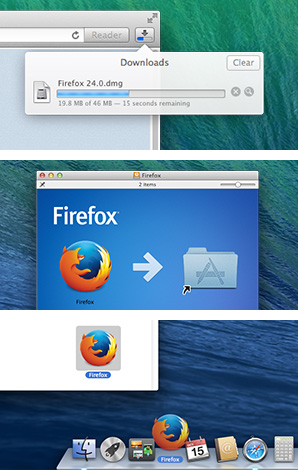 Reader
Downloads
Clear
Firefox 24.0.dmg
19.8 MB of 46 MB — 15 seconds remaining
Firefox
2 items
Firefox
Firefox
Firefox
Firefox
15